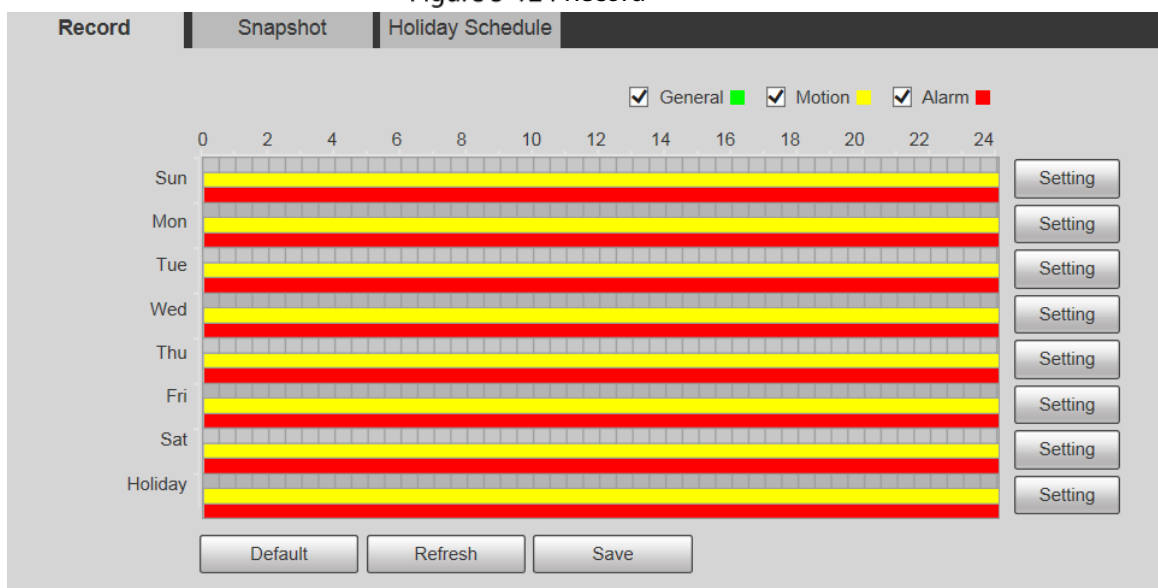 Record Snapshot Holiday Schedule
General Motion Alarm
0 2 4 6 8 10 12 14 16 18 20 22 24
Sun Setting
Mon Setting
Tue Setting
Wed Setting
Thu Setting
Fri Setting
Sat Setting
Holiday Setting
Default Refresh Save